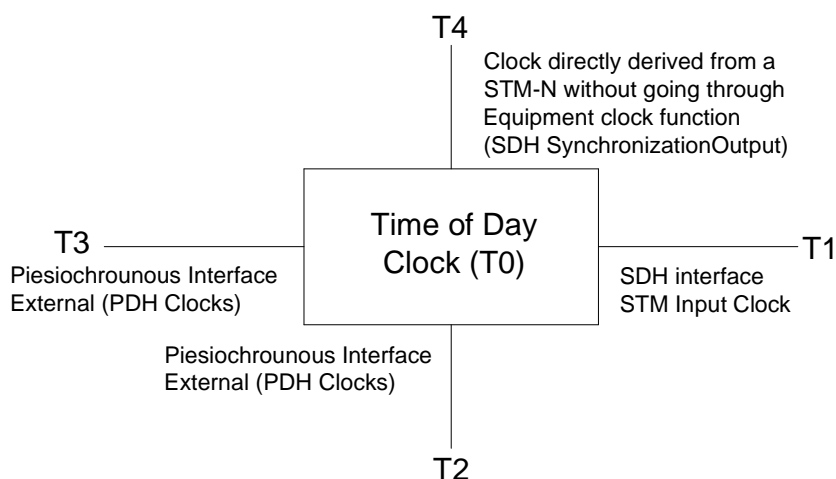 T4
Clock directly derived from a
STM-N without going through
Equipment clock function
(SDH SynchronizationOutput)
Time of Day
Clock (T0)
T3
Piesiochrounous Interface
External (PDH Clocks)
T1
SDH interface
STM Input Clock
Piesiochrounous Interface
External (PDH Clocks)
T2